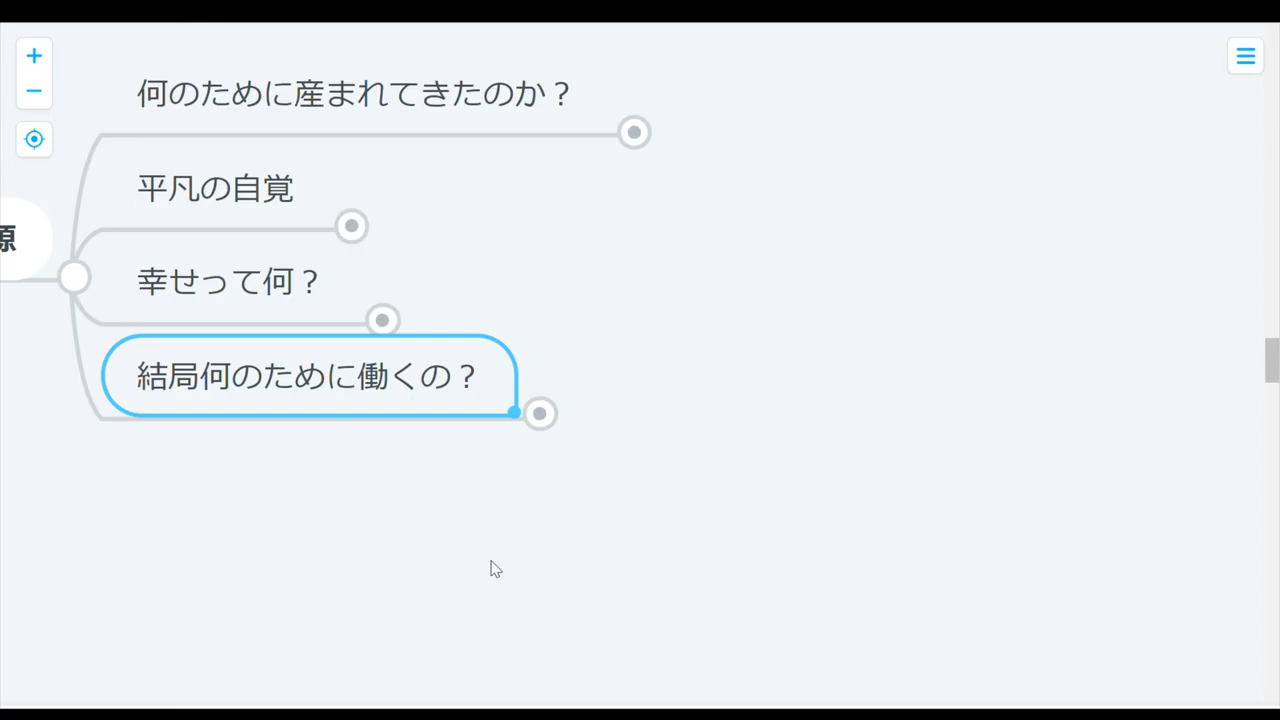 何のために産まれてきたのか？
平凡の自覚
原
幸せって何？
結局何のために働くの？